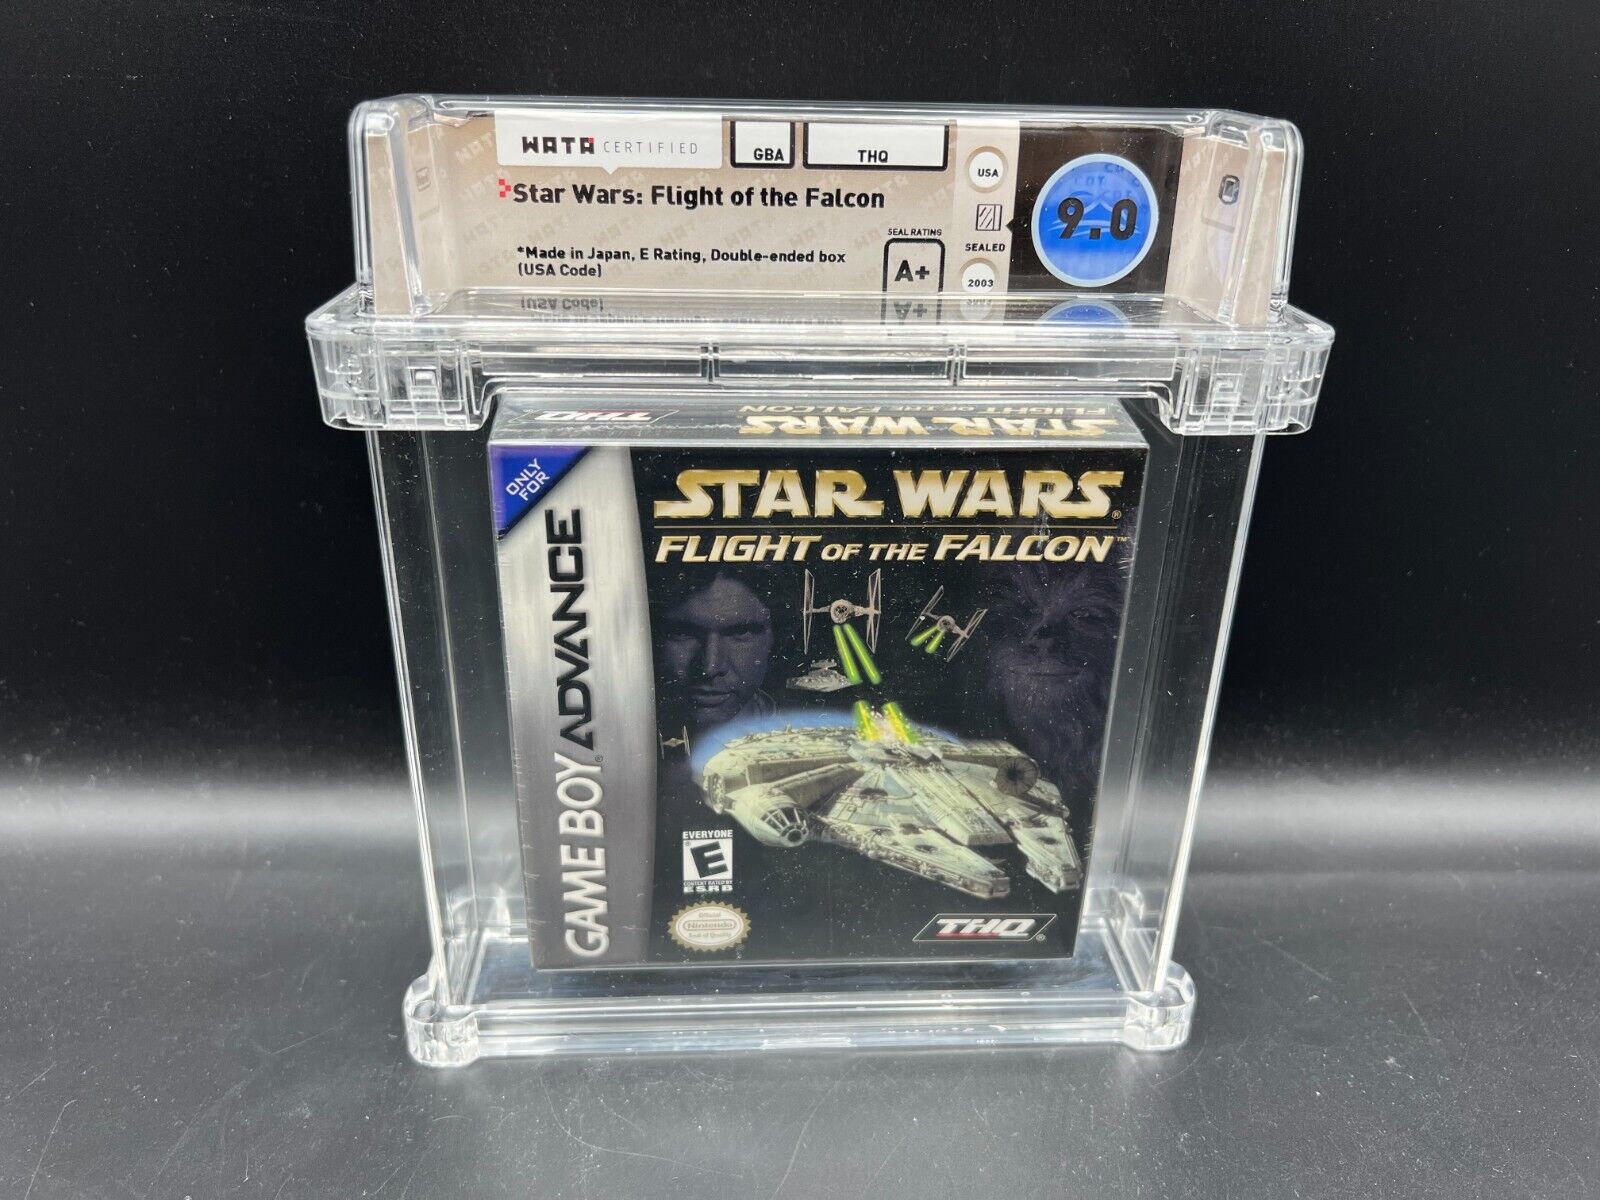 WATA CERTIFIED
GBA
THQ
USA
Star Wars: Flight of the Falcon
SEAL RATING
A+
SEALED
2003
9.0
*Made in Japan, E Rating, Double-ended box
(USA Code)
THQ
STAR WARS
FLIGHT OF THE FALCON
ONLY
FOR
GAME BOY ADVANCE
STAR WARS®
FLIGHT OF THE FALCON™
EVERYONE
E
CONTENT RATED BY
ESRB
Official
Nintendo
Seal of Quality
THQ®